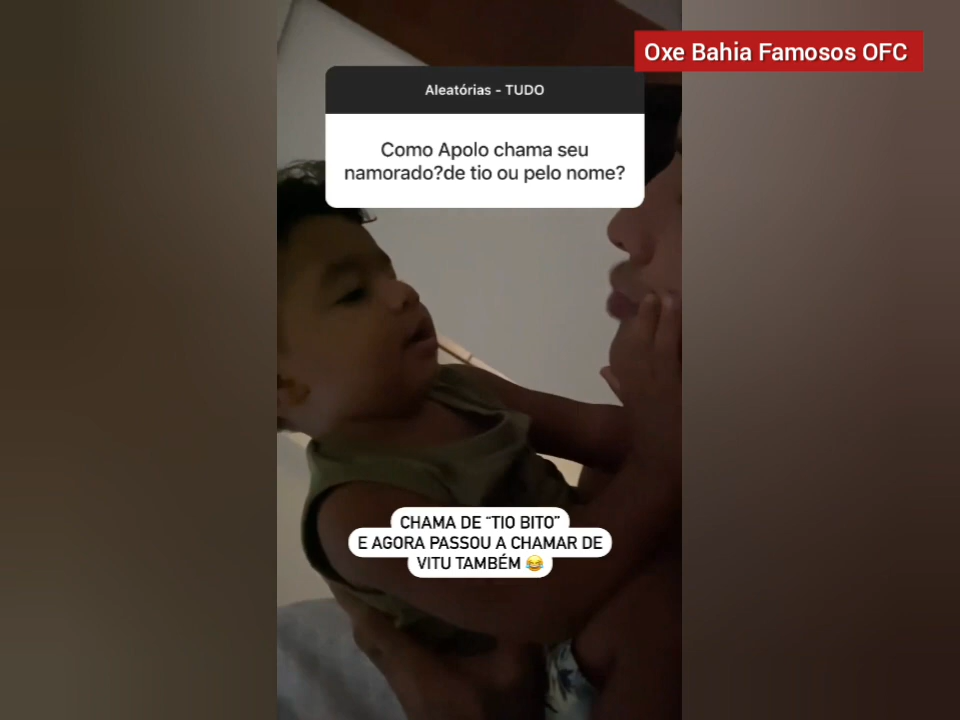 Oxe Bahia Famosos OFC
Aleatórias - TUDO
Como Apolo chama seu
namorado?de tio ou pelo nome?
CHAMA DE “TIO BITO”
E AGORA PASSOU A CHAMAR DE
VITU TAMBÉM 😂